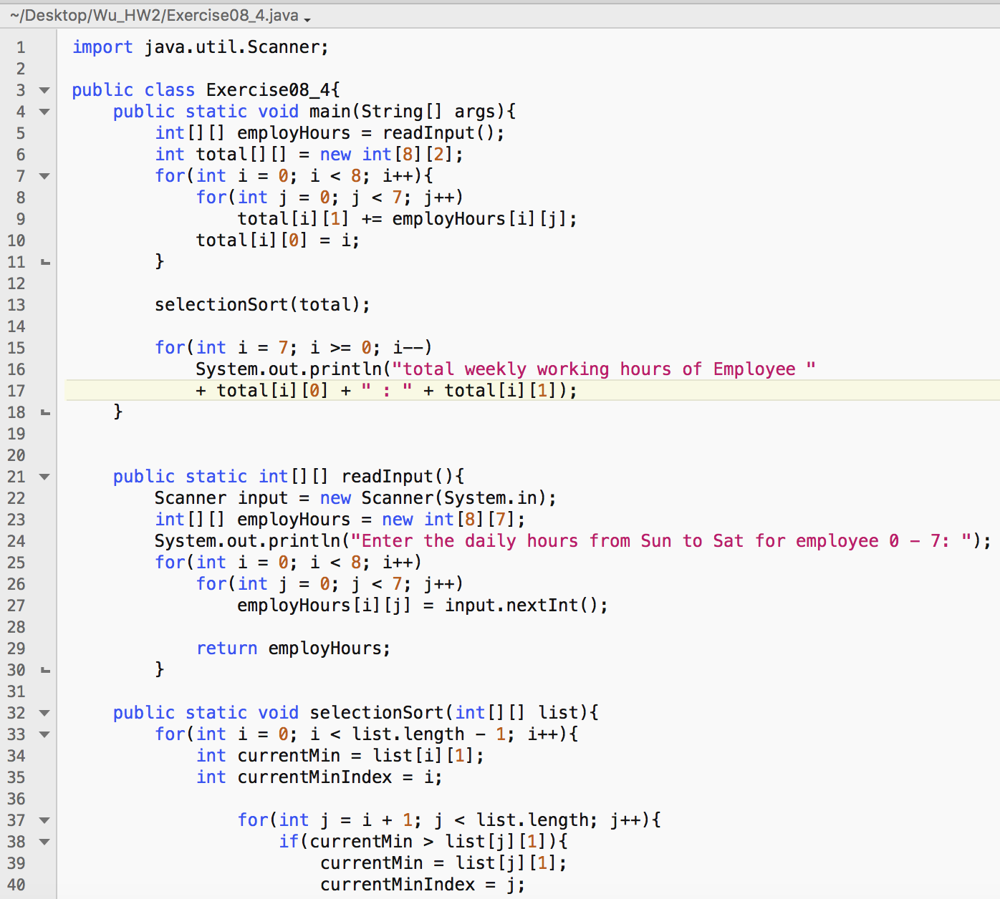 ~/Desktop/Wu_HW2/Exercise08_4.java
1 import java.util.Scanner;
2
3 public class Exercise08_4{
4 public static void main(String[] args){
5 int[][] employHours = readInput();
6 int total[][] = new int[8][2];
7 for(int i = 0; i < 8; i++){
8 for(int j = 0; j < 7; j++)
9 total[i][1] += employHours[i][j];
10 total[i][0] = i;
11 }
12
13 selectionSort(total);
14
15 for(int i = 7; i >= 0; i--)
16 System.out.println("total weekly working hours of Employee "
17 + total[i][0] + " : " + total[i][1]);
18 }
19
20
21 public static int[][] readInput(){
22 Scanner input = new Scanner(System.in);
23 int[][] employHours = new int[8][7];
24 System.out.println("Enter the daily hours from Sun to Sat for employee 0 - 7: ");
25 for(int i = 0; i < 8; i++)
26 for(int j = 0; j < 7; j++)
27 employHours[i][j] = input.nextInt();
28
29 return employHours;
30 }
31
32 public static void selectionSort(int[][] list){
33 for(int i = 0; i < list.length - 1; i++){
34 int currentMin = list[i][1];
35 int currentMinIndex = i;
36
37 for(int j = i + 1; j < list.length; j++){
38 if(currentMin > list[j][1]){
39 currentMin = list[j][1];
40 currentMinIndex = j;